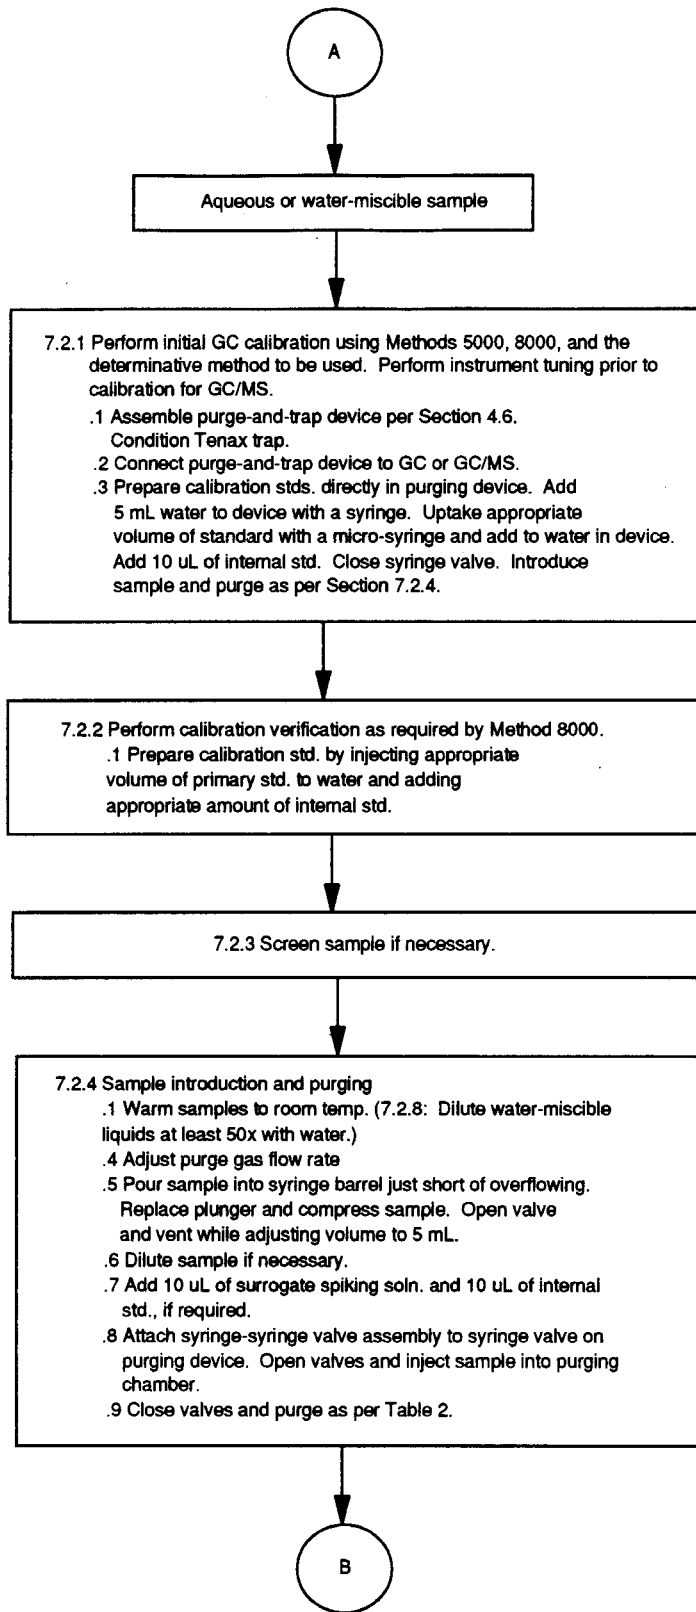 A
Aqueous or water-miscible sample
7.2.1 Perform initial GC calibration using Methods 5000, 8000, and the
determinative method to be used. Perform instrument tuning prior to
calibration for GC/MS.
.1 Assemble purge-and-trap device per Section 4.6.
Condition Tenax trap.
.2 Connect purge-and-trap device to GC or GC/MS.
.3 Prepare calibration stds. directly in purging device. Add
5 mL water to device with a syringe. Uptake appropriate
volume of standard with a micro-syringe and add to water in device.
Add 10 uL of internal std. Close syringe valve. Introduce
sample and purge as per Section 7.2.4.
7.2.2 Perform calibration verification as required by Method 8000.
.1 Prepare calibration std. by injecting appropriate
volume of primary std. to water and adding
appropriate amount of internal std.
7.2.3 Screen sample if necessary.
7.2.4 Sample introduction and purging
.1 Warm samples to room temp. (7.2.8: Dilute water-miscible
liquids at least 50x with water.)
.4 Adjust purge gas flow rate
.5 Pour sample into syringe barrel just short of overflowing.
Replace plunger and compress sample. Open valve
and vent while adjusting volume to 5 mL.
.6 Dilute sample if necessary.
.7 Add 10 uL of surrogate spiking soln. and 10 uL of internal
std., if required.
.8 Attach syringe-syringe valve assembly to syringe valve on
purging device. Open valves and inject sample into purging
chamber.
.9 Close valves and purge as per Table 2.
B